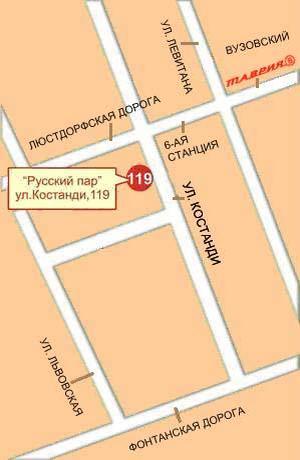 УЛ. ЛЕВИТАНА
ВУЗОВСКИЙ
ТАВРИЯ В
ЛЮСТДОРФСКАЯ ДОРОГА
6-АЯ
СТАНЦИЯ
"Русский пар"
ул.Костанди,119
119
УЛ. КОСТАНДИ
УЛ. ЛЬВОВСКАЯ
ФОНТАНСКАЯ ДОРОГА